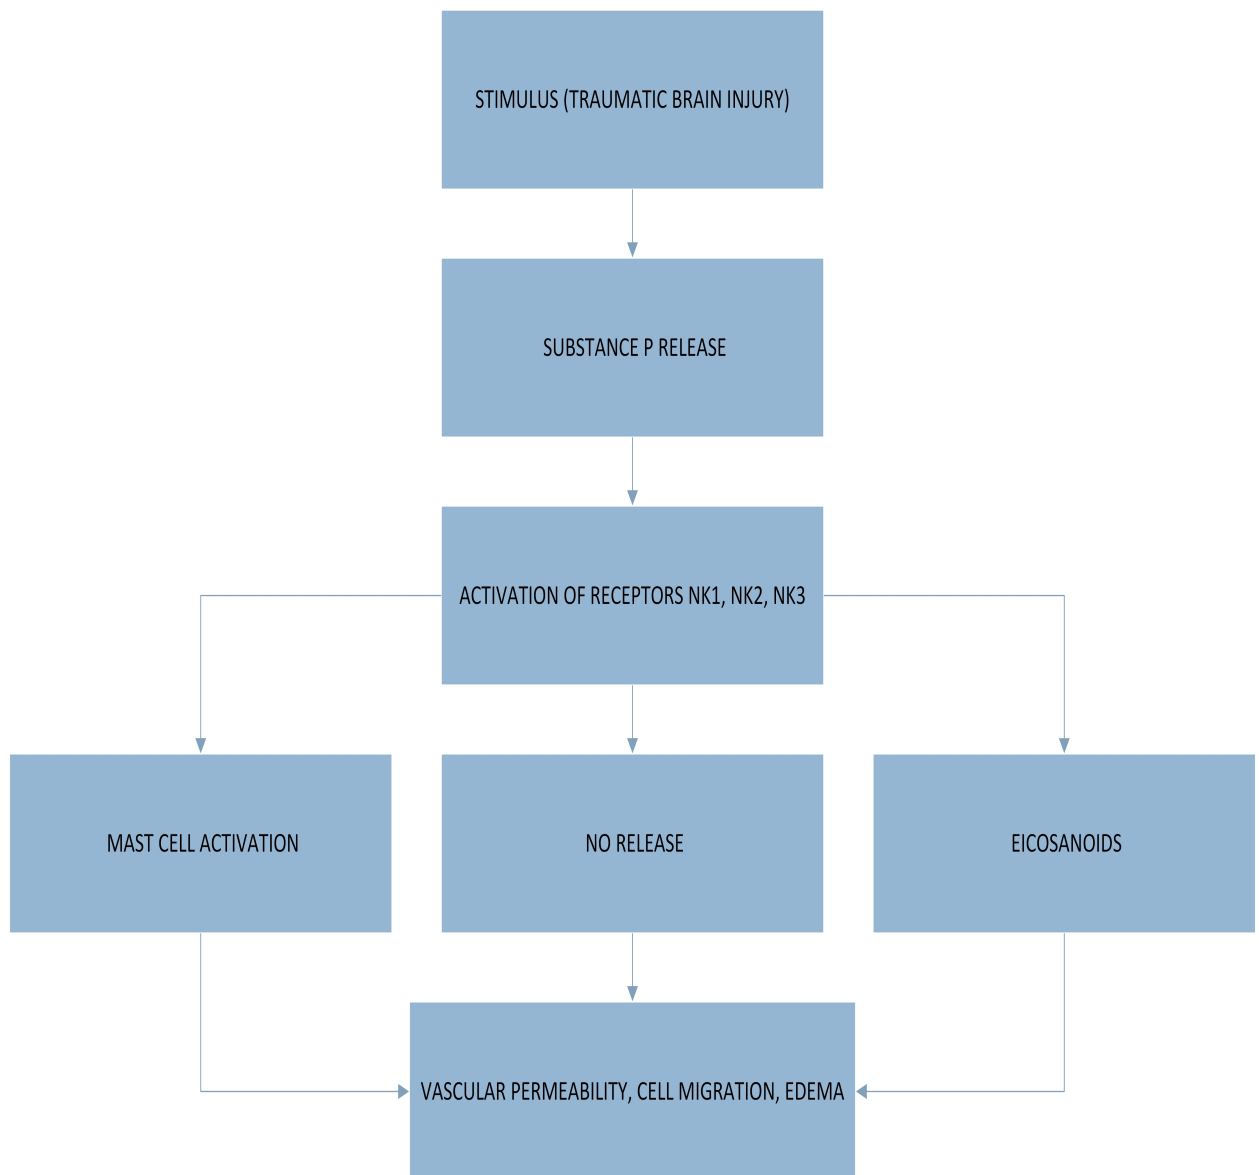 STIMULUS (TRAUMATIC BRAIN INJURY)
SUBSTANCE P RELEASE
ACTIVATION OF RECEPTORS NK1, NK2, NK3
MAST CELL ACTIVATION
NO RELEASE
EICOSANOIDS
VASCULAR PERMEABILITY, CELL MIGRATION, EDEMA